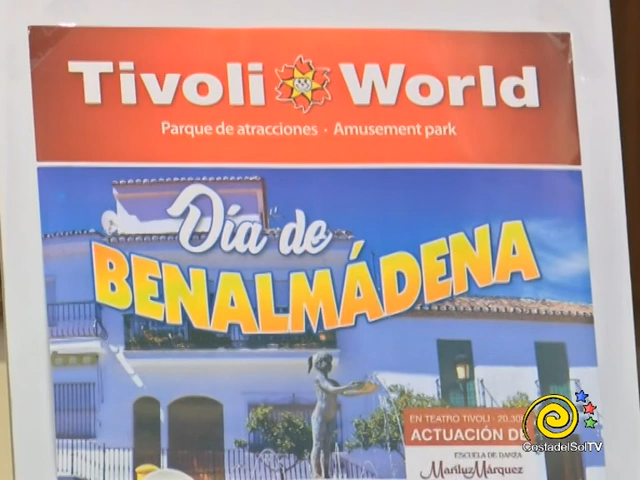 Tivoli World
Parque de atracciones · Amusement park
Día de
BENALMÁDENA
EN TEATRO TIVOLI - 20.30
ACTUACIÓN DE
ESCUELA DE DANZA
Mariluz Márquez
CostadelSolTV